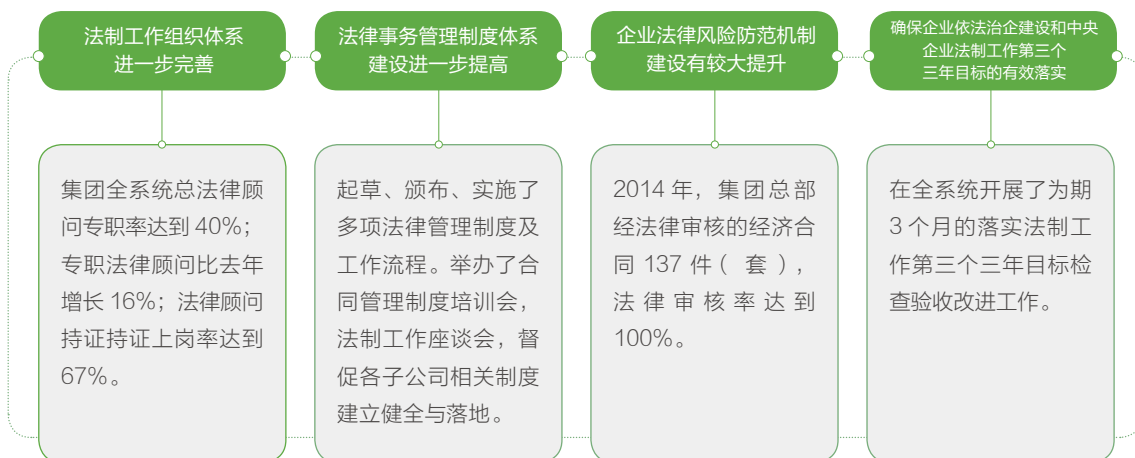 法制工作组织体系
进一步完善
集团全系统总法律顾
问专职率达到 40%；
专职法律顾问比去年
增长 16%；法律顾问
持证持证上岗率达到
67%。
法律事务管理制度体系
建设进一步提高
起草、颁布、实施了
多项法律管理制度及
工作流程。举办了合
同管理制度培训会，
法制工作座谈会，督
促各子公司相关制度
建立健全与落地。
企业法律风险防范机制
建设有较大提升
2014 年，集团总部
经法律审核的经济合
同 137 件（ 套），
法律审核率达到
100%。
确保企业依法治企建设和中央
企业法制工作第三个
三年目标的有效落实
在全系统开展了为期
3 个月的落实法制工
作第三个三年目标检
查验收改进工作。